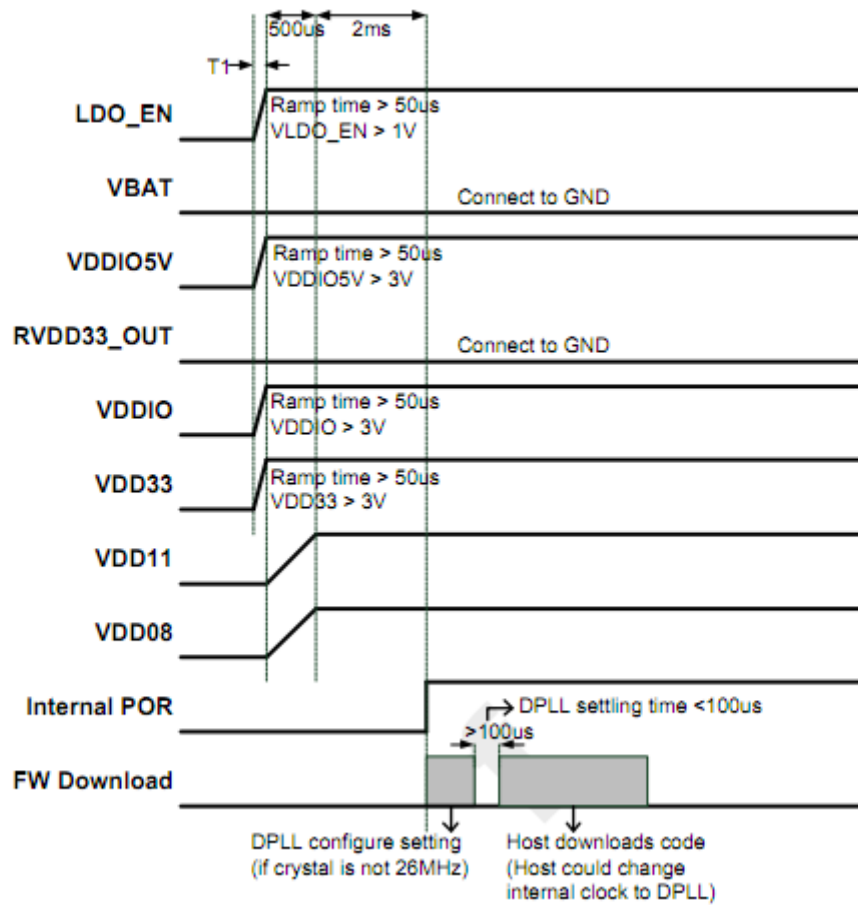 500us 2ms
T1
LDO_EN
Ramp time > 50us
VLDO_EN > 1V
VBAT
Connect to GND
VDDIO5V
Ramp time > 50us
VDDIO5V > 3V
RVDD33_OUT
Connect to GND
VDDIO
Ramp time > 50us
VDDIO > 3V
VDD33
Ramp time > 50us
VDD33 > 3V
VDD11
VDD08
Internal POR
DPLL settling time <100us
>100us
FW Download
DPLL configure setting
(if crystal is not 26MHz)
Host downloads code
(Host could change
internal clock to DPLL)